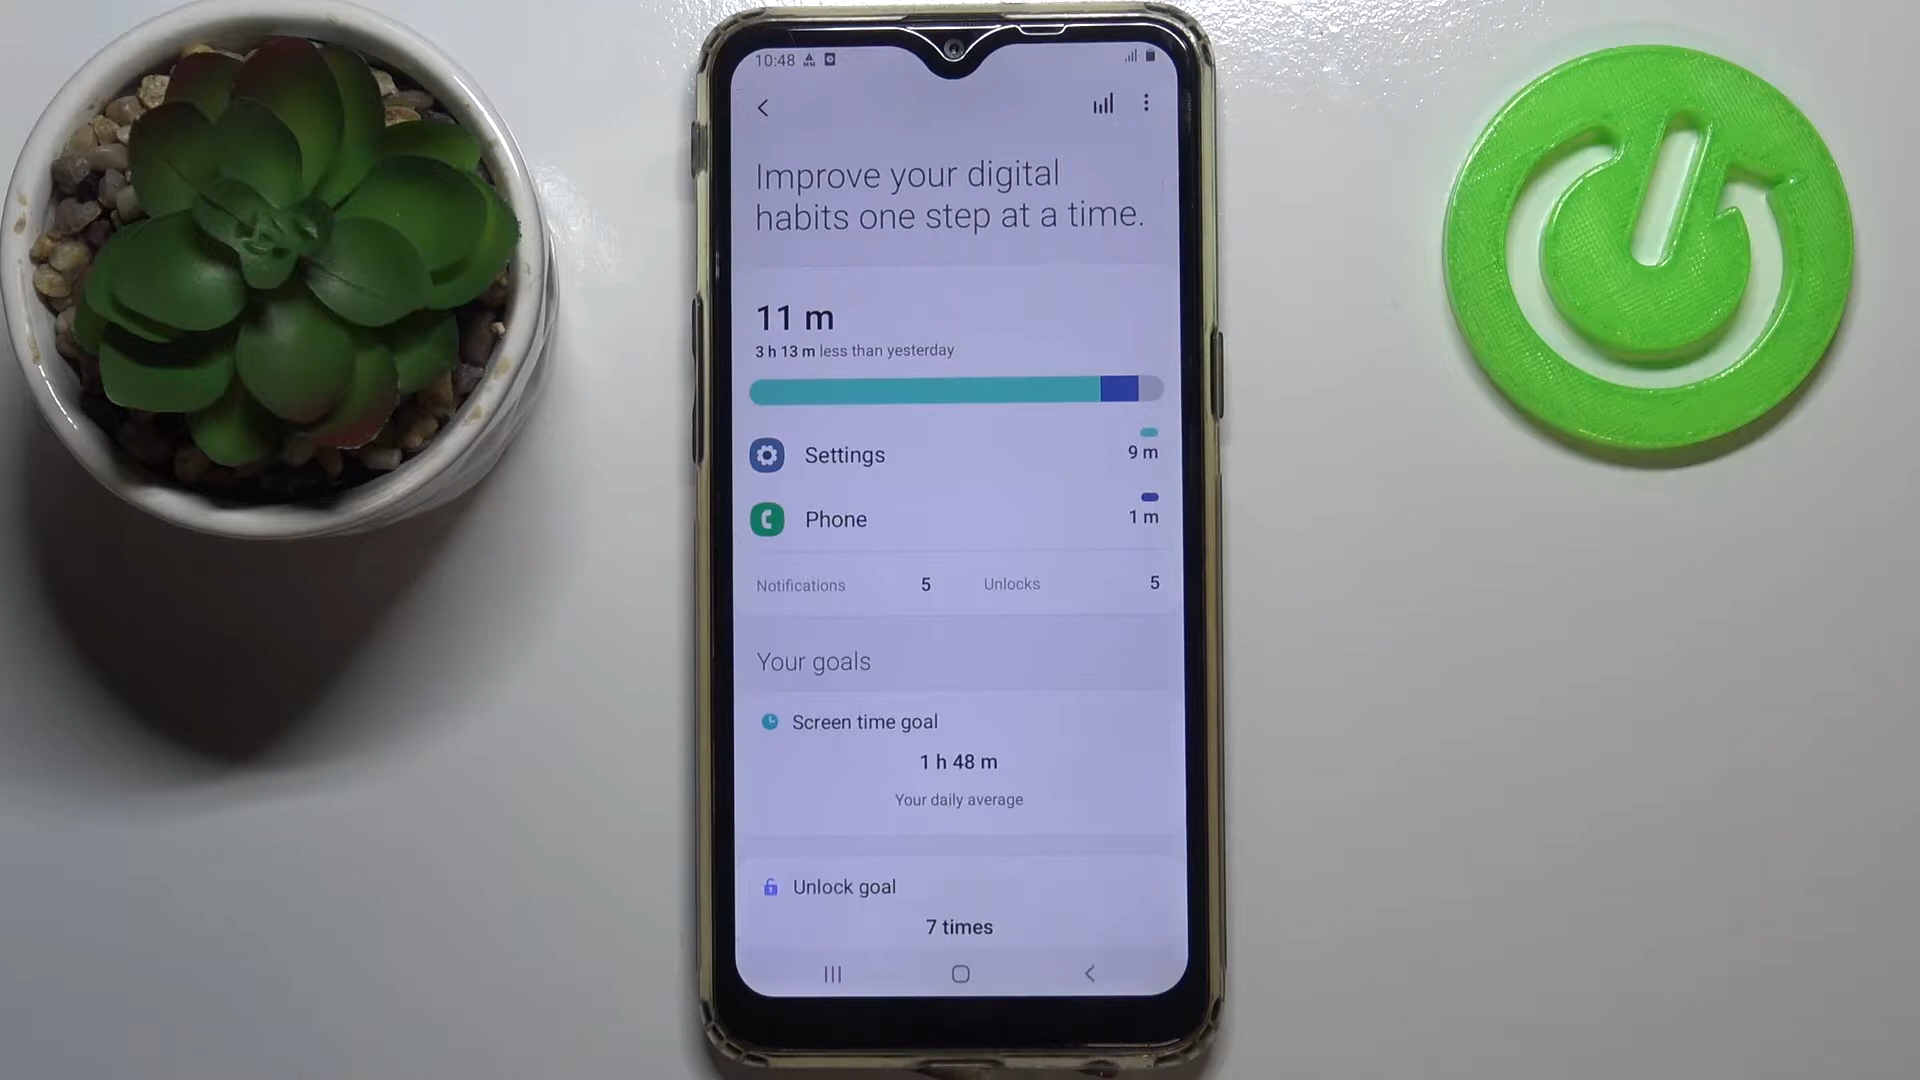 10:48
Improve your digital
habits one step at a time.
11 m
3 h 13 m less than yesterday
Settings 9 m
Phone 1 m
Notifications 5 Unlocks 5
Your goals
Screen time goal
1 h 48 m
Your daily average
Unlock goal
7 times